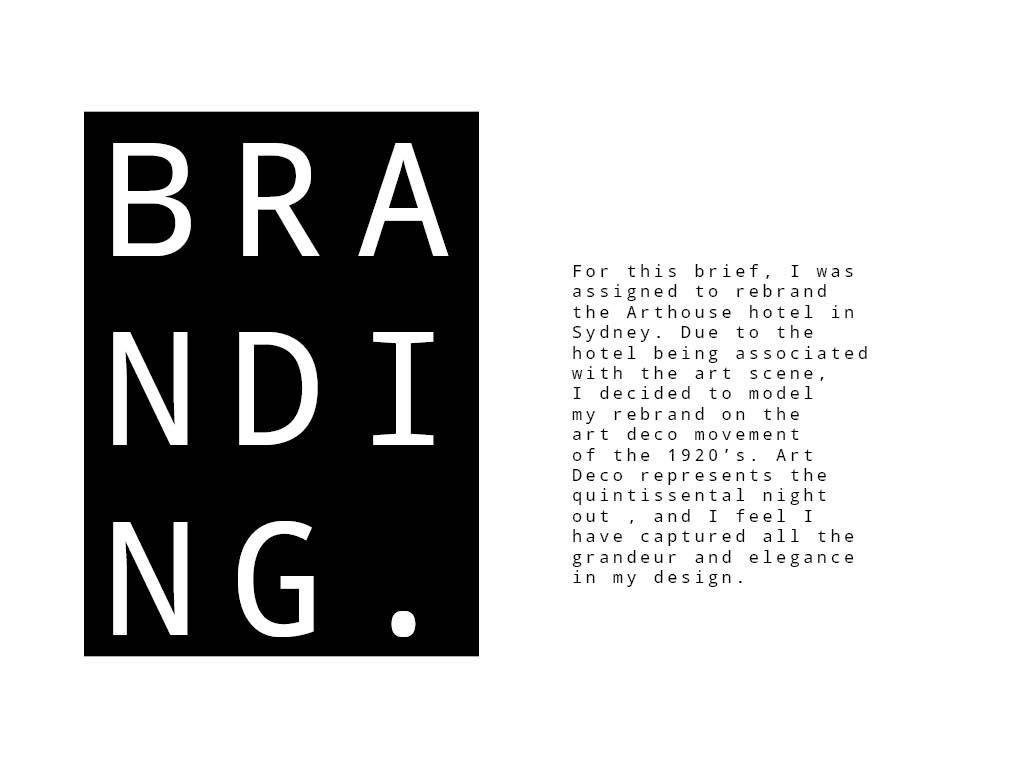 BRA
NDI
NG.
For this brief, I was
assigned to rebrand
the Arthouse hotel in
Sydney. Due to the
hotel being associated
with the art scene,
I decided to model
my rebrand on the
art deco movement
of the 1920’s. Art
Deco represents the
quintissental night
out , and I feel I
have captured all the
grandeur and elegance
in my design.